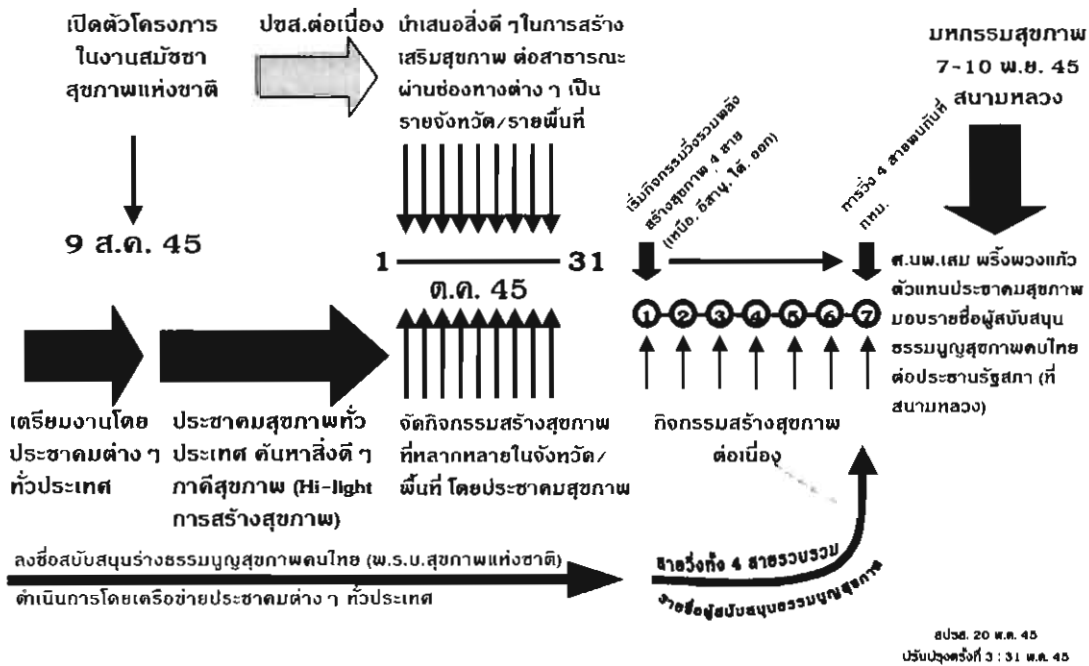 เปิดตัวโครงการ
ในงานสมัชชา
สุขภาพแห่งชาติ
ปชส.ต่อเนื่อง
นำเสนอสิ่งดี ๆในการสร้าง
เสริมสุขภาพ ต่อสาธารณะ
ผ่านช่องทางต่าง ๆ เป็น
รายจังหวัด/รายพื้นที่
มหกรรมสุขภาพ
7-10 พ.ย. 45
สนามหลวง
เริ่มกิจกรรมวิ่งรวมพลัง
สร้างสุขภาพ 4 สาย
(เหนือ, อีสาน, ใต้, ออก)
การวิ่ง 4 สายพบกันที่
กทม.
9 ส.ค. 45
1 31
ต.ค. 45
1 2 3 4 5 6 7
ศ.นพ.เสม พริ้งพวงแก้ว
ตัวแทนประชาคมสุขภาพ
มอบรายชื่อผู้สนับสนุน
ธรรมนูญสุขภาพคนไทย
ต่อประธานรัฐสภา (ที่
สนามหลวง)
เตรียมงานโดย
ประชาคมต่าง ๆ
ทั่วประเทศ
ประชาคมสุขภาพทั่ว
ประเทศ ค้นหาสิ่งดี ๆ
ภาคีสุขภาพ (Hi-light
การสร้างสุขภาพ)
จัดกิจกรรมสร้างสุขภาพ
ที่หลากหลายในจังหวัด/
พื้นที่ โดยประชาคมสุขภาพ
กิจกรรมสร้างสุขภาพ
ต่อเนื่อง
ลงชื่อสนับสนุนร่างธรรมนูญสุขภาพคนไทย (พ.ร.บ.สุขภาพแห่งชาติ)
ดำเนินการโดยเครือข่ายประชาคมต่าง ๆ ทั่วประเทศ
สายวิ่งทั้ง 4 สายรวบรวม
รายชื่อผู้สนับสนุนธรรมนูญสุขภาพ
สปรส. 20 พ.ค. 45
ปรับปรุงครั้งที่ 3 : 31 พ.ค. 45